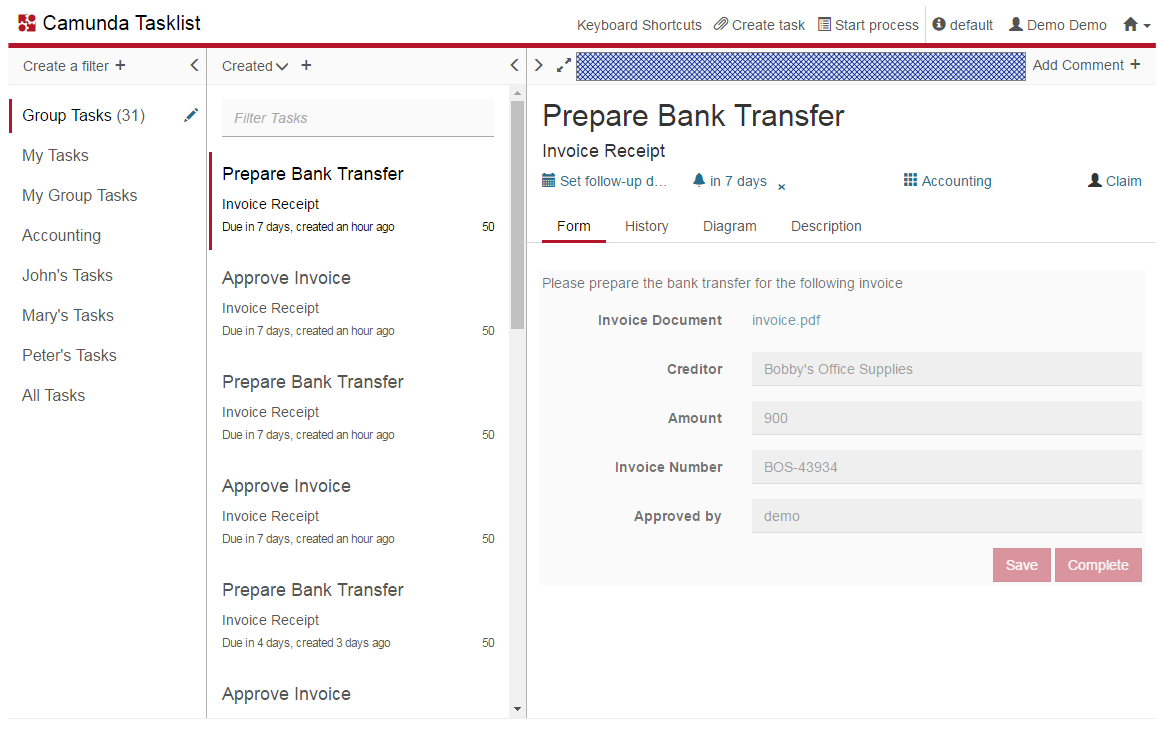 Camunda Tasklist
Keyboard Shortcuts Create task Start process default Demo Demo
Create a filter +
Group Tasks (31)
My Tasks
My Group Tasks
Accounting
John's Tasks
Mary's Tasks
Peter's Tasks
All Tasks
Created +
Filter Tasks
Prepare Bank Transfer
Invoice Receipt
Due in 7 days, created an hour ago 50
Approve Invoice
Invoice Receipt
Due in 7 days, created an hour ago 50
Prepare Bank Transfer
Invoice Receipt
Due in 7 days, created an hour ago 50
Approve Invoice
Invoice Receipt
Due in 7 days, created an hour ago 50
Prepare Bank Transfer
Invoice Receipt
Due in 4 days, created 3 days ago 50
Approve Invoice
Add Comment +
Prepare Bank Transfer
Invoice Receipt
Set follow-up d... in 7 days x Accounting Claim
Form History Diagram Description
Please prepare the bank transfer for the following invoice
Invoice Document invoice.pdf
Creditor Bobby's Office Supplies
Amount 900
Invoice Number BOS-43934
Approved by demo
Save Complete